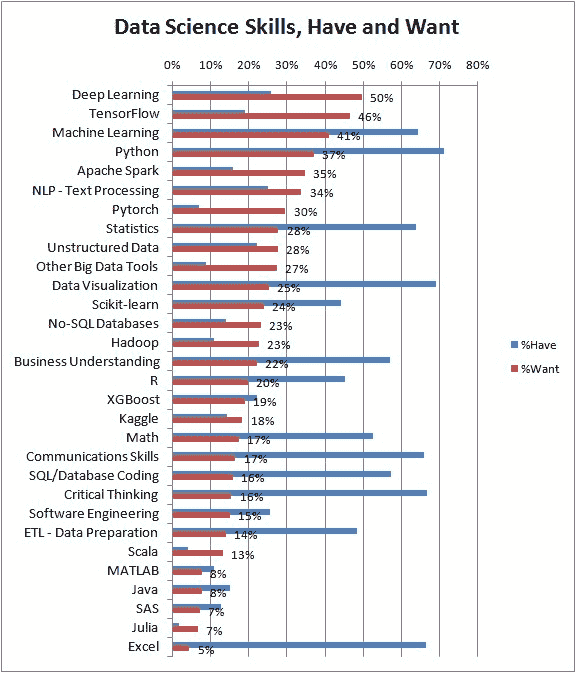 Data Science Skills, Have and Want
0% 10% 20% 30% 40% 50% 60% 70% 80%
Deep Learning 50%
TensorFlow 46%
Machine Learning 41%
Python 37%
Apache Spark 35%
NLP - Text Processing 34%
Pytorch 30%
Statistics 28%
Unstructured Data 28%
Other Big Data Tools 27%
Data Visualization 25%
Scikit-learn 24%
No-SQL Databases 23%
Hadoop 23%
%Have
Business Understanding 22%
%Want
R 20%
XGBoost 19%
Kaggle 18%
Math 17%
Communications Skills 17%
SQL/Database Coding 16%
Critical Thinking 16%
Software Engineering 15%
ETL - Data Preparation 14%
Scala 13%
MATLAB 8%
Java 8%
SAS 7%
Julia 7%
Excel 5%